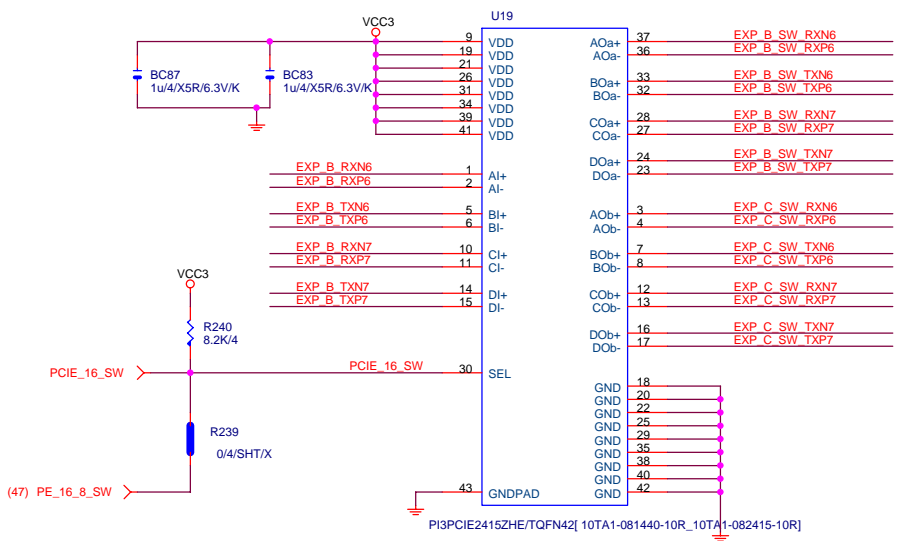 U19
VCC3
BC87
1u/4/X5R/6.3V/K
BC83
1u/4/X5R/6.3V/K
9 VDD
19 VDD
21 VDD
26 VDD
31 VDD
34 VDD
39 VDD
41 VDD
EXP_B_RXN6 1 AI+
EXP_B_RXP6 2 AI-
EXP_B_TXN6 5 BI+
EXP_B_TXP6 6 BI-
EXP_B_RXN7 10 CI+
EXP_B_RXP7 11 CI-
EXP_B_TXN7 14 DI+
EXP_B_TXP7 15 DI-
VCC3
R240
8.2K/4
PCIE_16_SW
PCIE_16_SW 30 SEL
R239
0/4/SHT/X
(47) PE_16_8_SW
43 GNDPAD
AOa+ 37 EXP_B_SW_RXN6
AOa- 36 EXP_B_SW_RXP6
BOa+ 33 EXP_B_SW_TXN6
BOa- 32 EXP_B_SW_TXP6
COa+ 28 EXP_B_SW_RXN7
COa- 27 EXP_B_SW_RXP7
DOa+ 24 EXP_B_SW_TXN7
DOa- 23 EXP_B_SW_TXP7
AOb+ 3 EXP_C_SW_RXN6
AOb- 4 EXP_C_SW_RXP6
BOb+ 7 EXP_C_SW_TXN6
BOb- 8 EXP_C_SW_TXP6
COb+ 12 EXP_C_SW_RXN7
COb- 13 EXP_C_SW_RXP7
DOb+ 16 EXP_C_SW_TXN7
DOb- 17 EXP_C_SW_TXP7
GND 18
GND 20
GND 22
GND 25
GND 29
GND 35
GND 38
GND 40
GND 42
PI3PCIE2415ZHE/TQFN42[ 10TA1-081440-10R_10TA1-082415-10R]